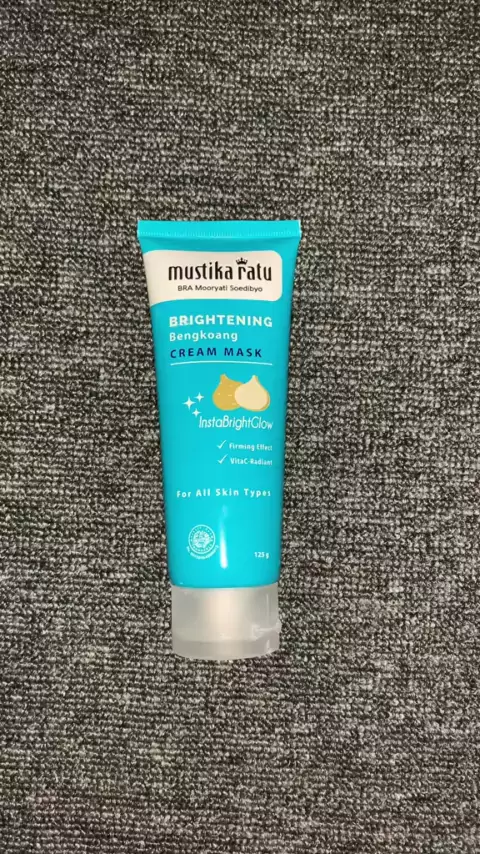 mustika ratu
BRA Mooryati Soedibyo
BRIGHTENING
Bengkoang
CREAM MASK
InstaBrightGlow
✓ Firming Effect
✓ VitaC-Radiant
For All Skin Types
125 g